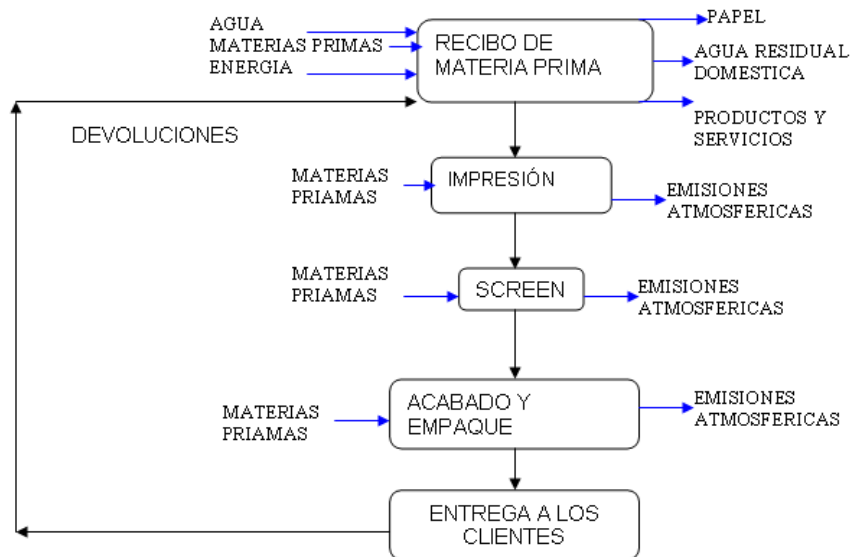 AGUA
MATERIAS PRIMAS
ENERGIA
RECIBO DE
MATERIA PRIMA
PAPEL
AGUA RESIDUAL
DOMESTICA
PRODUCTOS Y
SERVICIOS
DEVOLUCIONES
MATERIAS
PRIAMAS
IMPRESIÓN
EMISIONES
ATMOSFERICAS
MATERIAS
PRIAMAS
SCREEN
EMISIONES
ATMOSFERICAS
MATERIAS
PRIAMAS
ACABADO Y
EMPAQUE
EMISIONES
ATMOSFERICAS
ENTREGA A LOS
CLIENTES